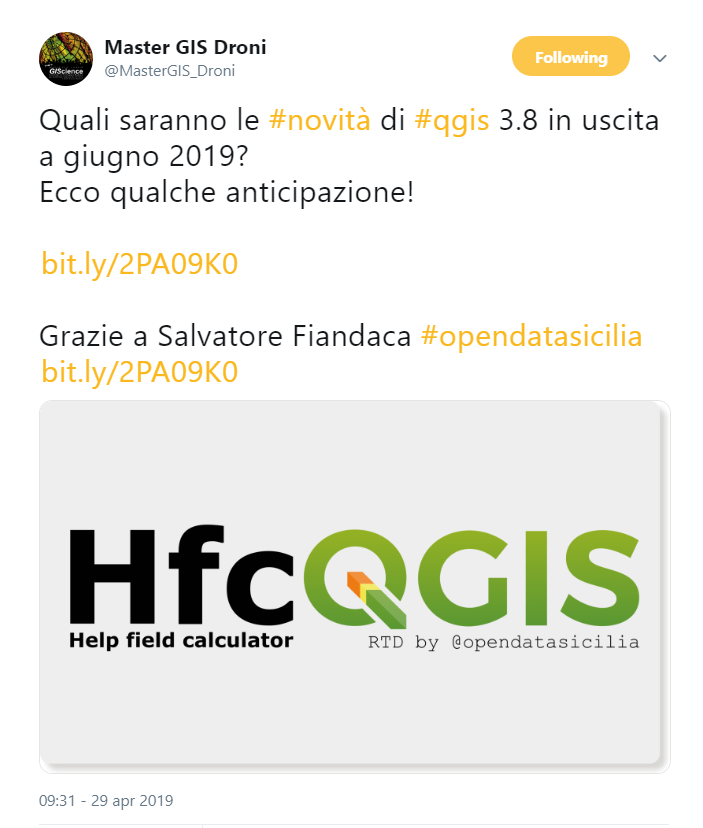 Master GIS Droni
@MasterGIS_Droni
Following
GIScience
Quali saranno le #novità di #qgis 3.8 in uscita
a giugno 2019?
Ecco qualche anticipazione!
bit.ly/2PA09K0
Grazie a Salvatore Fiandaca #opendatasicilia
bit.ly/2PA09K0
HfcQGIS
Help field calculator
RTD by @opendatasicilia
09:31 - 29 apr 2019